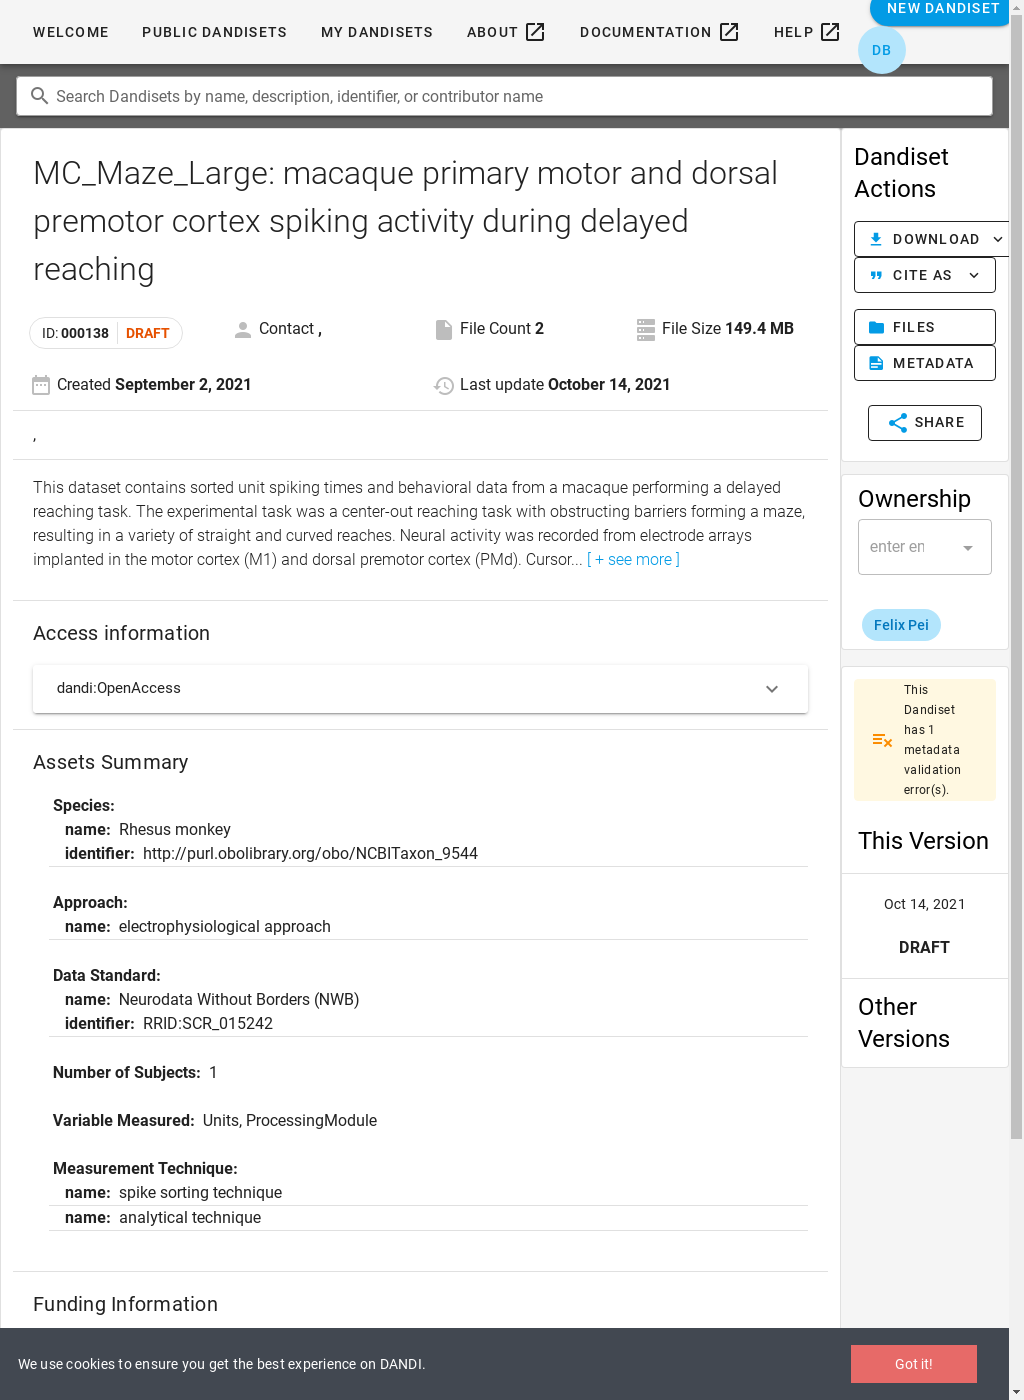 WELCOME PUBLIC DANDISETS MY DANDISETS ABOUT DOCUMENTATION HELP NEW DANDISET
DB
Search Dandisets by name, description, identifier, or contributor name
MC_Maze_Large: macaque primary motor and dorsal
premotor cortex spiking activity during delayed
reaching
ID: 000138 DRAFT Contact , File Count 2 File Size 149.4 MB
Created September 2, 2021 Last update October 14, 2021
,
This dataset contains sorted unit spiking times and behavioral data from a macaque performing a delayed
reaching task. The experimental task was a center-out reaching task with obstructing barriers forming a maze,
resulting in a variety of straight and curved reaches. Neural activity was recorded from electrode arrays
implanted in the motor cortex (M1) and dorsal premotor cortex (PMd). Cursor... [ + see more ]
Access information
dandi:OpenAccess
Assets Summary
Species:
name: Rhesus monkey
identifier: http://purl.obolibrary.org/obo/NCBITaxon_9544
Approach:
name: electrophysiological approach
Data Standard:
name: Neurodata Without Borders (NWB)
identifier: RRID:SCR_015242
Number of Subjects: 1
Variable Measured: Units, ProcessingModule
Measurement Technique:
name: spike sorting technique
name: analytical technique
Funding Information
Dandiset
Actions
DOWNLOAD
CITE AS
FILES
METADATA
SHARE
Ownership
enter en
Felix Pei
This
Dandiset
has 1
metadata
validation
error(s).
This Version
Oct 14, 2021
DRAFT
Other
Versions
We use cookies to ensure you get the best experience on DANDI.
Got it!